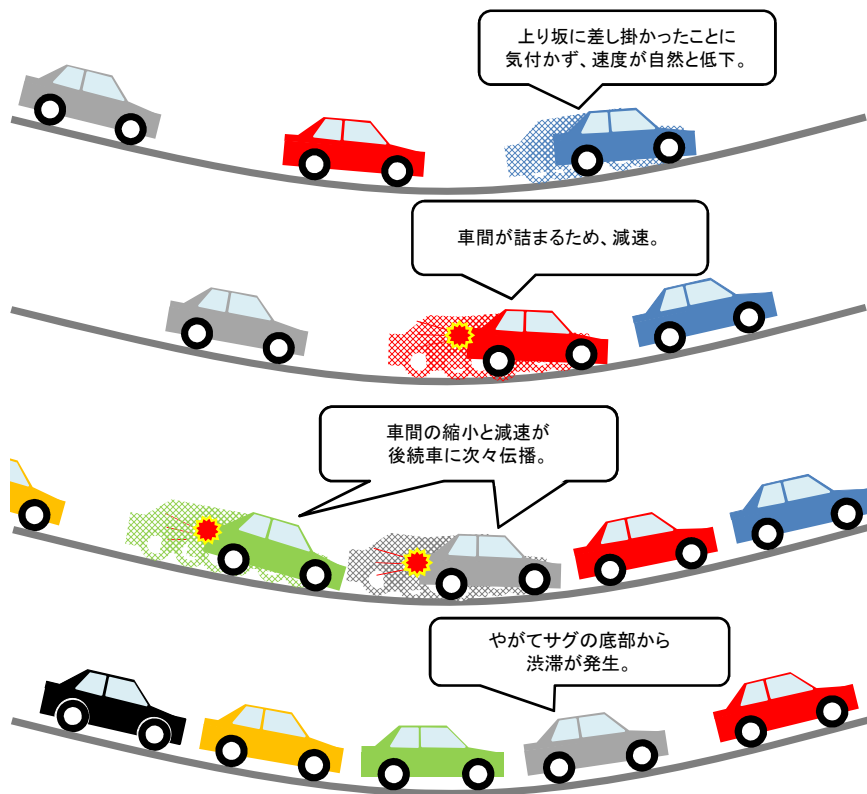 上り坂に差し掛かったことに
気付かず、速度が自然と低下。
車間が詰まるため、減速。
車間の縮小と減速が
後続車に次々伝播。
やがてサグの底部から
渋滞が発生。